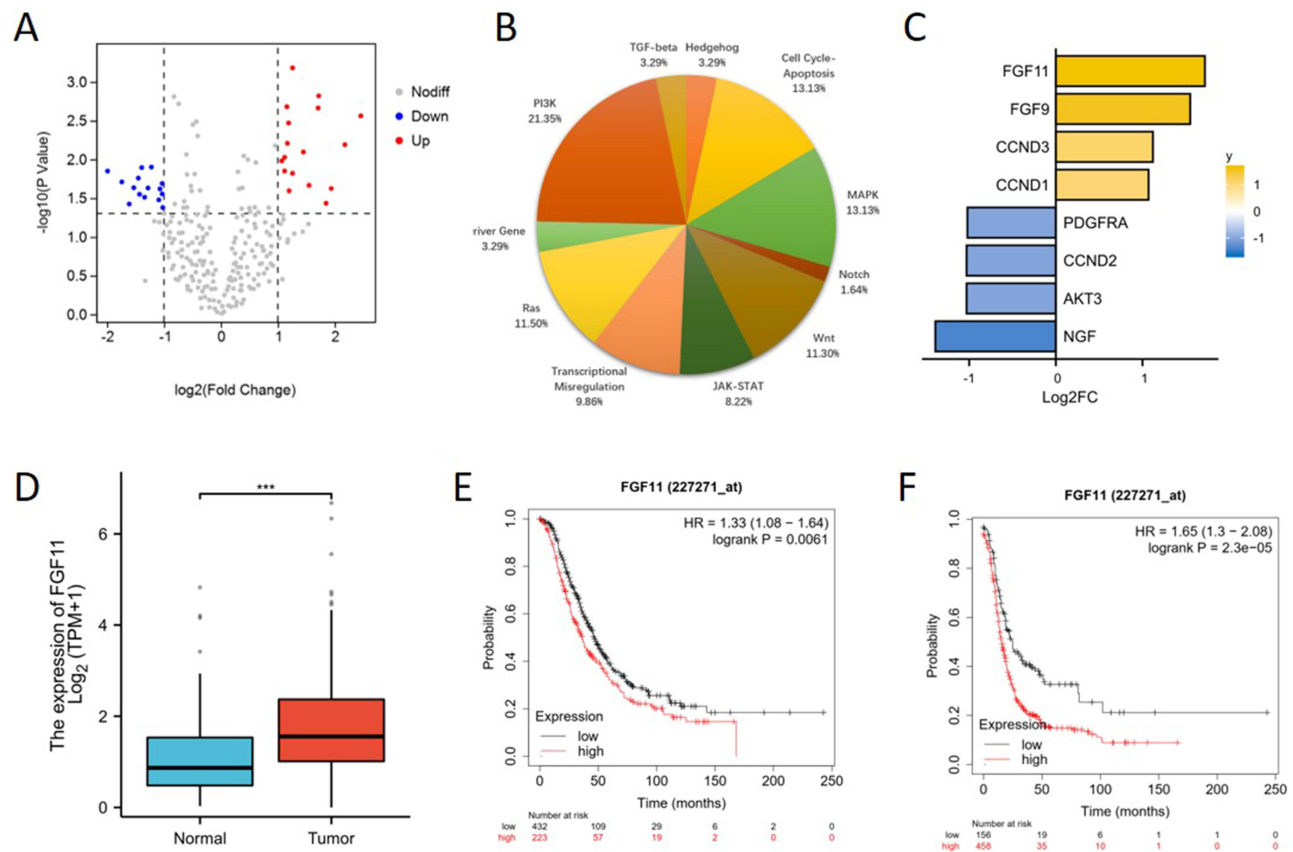 A
-log10(P Value)
3.0
2.5
2.0
1.5
1.0
0.5
0.0
-2
-1
0
1
2
log2(Fold Change)
Nodiff
Down
Up
B
TGF-beta
3.29%
Hedgehog
3.29%
Cell Cycle-
Apoptosis
13.13%
MAPK
13.13%
Notch
1.64%
Wnt
11.30%
JAK-STAT
8.22%
Transcriptional
Misregulation
9.86%
Ras
11.50%
river Gene
3.29%
PI3K
21.35%
C
FGF11
FGF9
CCND3
CCND1
PDGFRA
CCND2
AKT3
NGF
-1
0
1
Log2FC
y
1
0
-1
D
The expression of FGF11
Log2 (TPM+1)
6
4
2
0
***
Normal
Tumor
E
FGF11 (227271_at)
HR = 1.33 (1.08 − 1.64)
logrank P = 0.0061
Probability
1.0
0.8
0.6
0.4
0.2
0.0
Expression
low
high
0 50 100 150 200 250
Time (months)
Number at risk
low 432 109 29 6 2 0
high 223 57 19 2 0 0
F
FGF11 (227271_at)
HR = 1.65 (1.3 − 2.08)
logrank P = 2.3e−05
Probability
1.0
0.8
0.6
0.4
0.2
0.0
Expression
low
high
0 50 100 150 200 250
Time (months)
Number at risk
low 156 19 6 1 1 0
high 458 35 10 1 0 0